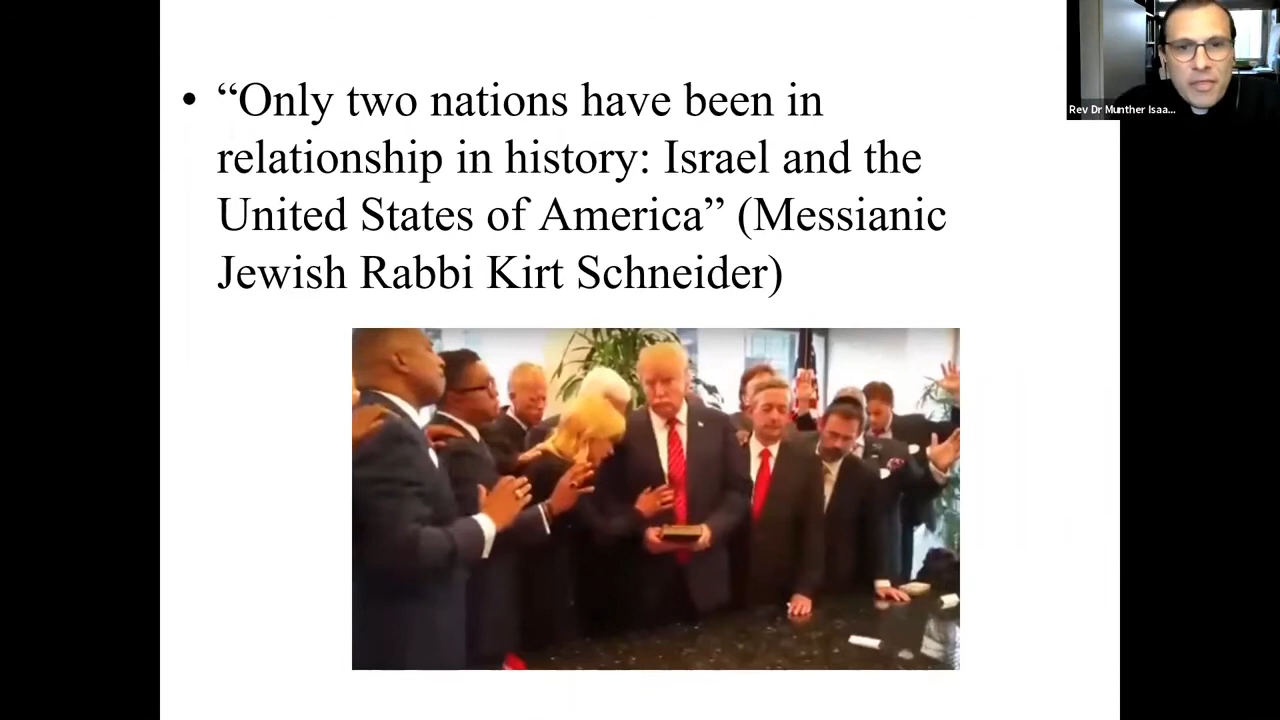 • “Only two nations have been in
relationship in history: Israel and the
United States of America” (Messianic
Jewish Rabbi Kirt Schneider)
Rev Dr Munther Isaa...